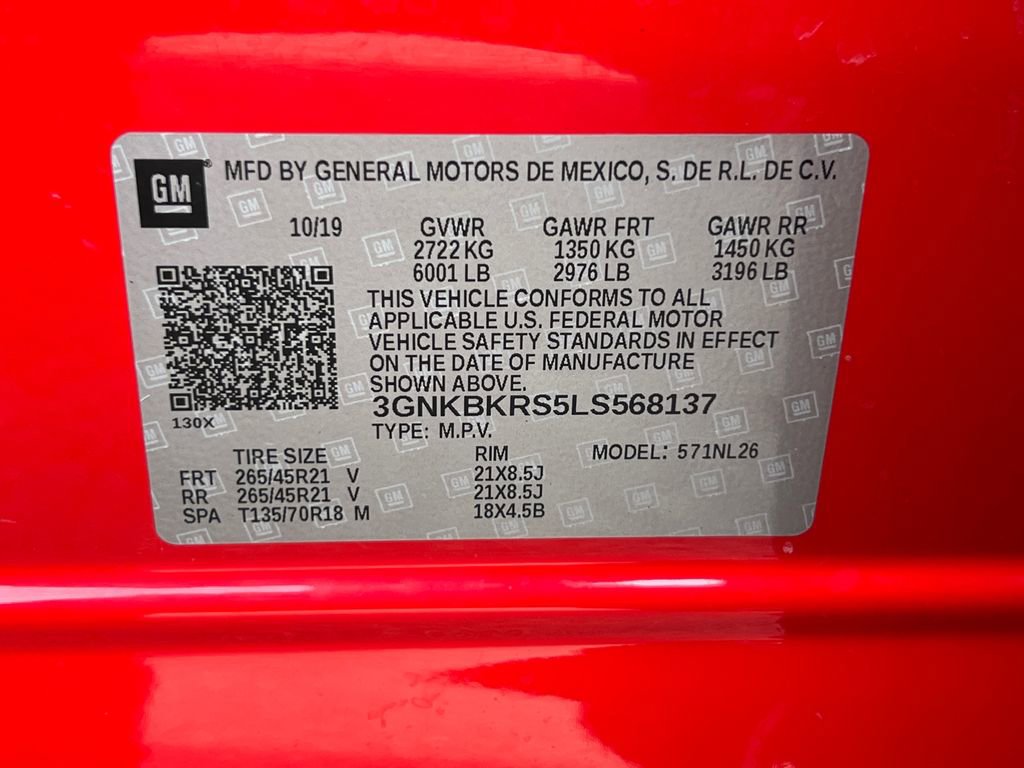 GM MFD BY GENERAL MOTORS DE MEXICO, S. DE R.L. DE C.V.
10/19 GVWR GAWR FRT GAWR RR
2722 KG 1350 KG 1450 KG
6001 LB 2976 LB 3196 LB
THIS VEHICLE CONFORMS TO ALL
APPLICABLE U.S. FEDERAL MOTOR
VEHICLE SAFETY STANDARDS IN EFFECT
ON THE DATE OF MANUFACTURE
SHOWN ABOVE.
3GNKBKRS5LS568137
130X
TYPE: M.P.V.
TIRE SIZE RIM MODEL: 571NL26
FRT 265/45R21 V 21X8.5J
RR 265/45R21 V 21X8.5J
SPA T135/70R18 M 18X4.5B